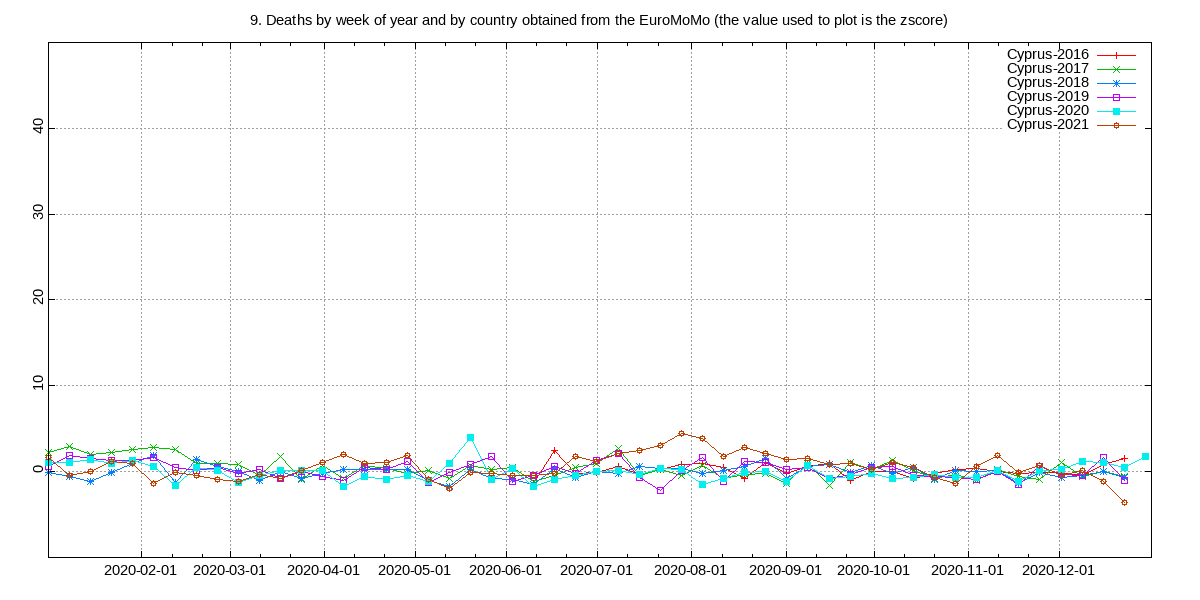 9. Deaths by week of year and by country obtained from the EuroMoMo (the value used to plot is the zscore)
Cyprus-2016
Cyprus-2017
Cyprus-2018
Cyprus-2019
Cyprus-2020
Cyprus-2021
40
30
20
10
0
2020-02-01 2020-03-01 2020-04-01 2020-05-01 2020-06-01 2020-07-01 2020-08-01 2020-09-01 2020-10-01 2020-11-01 2020-12-01